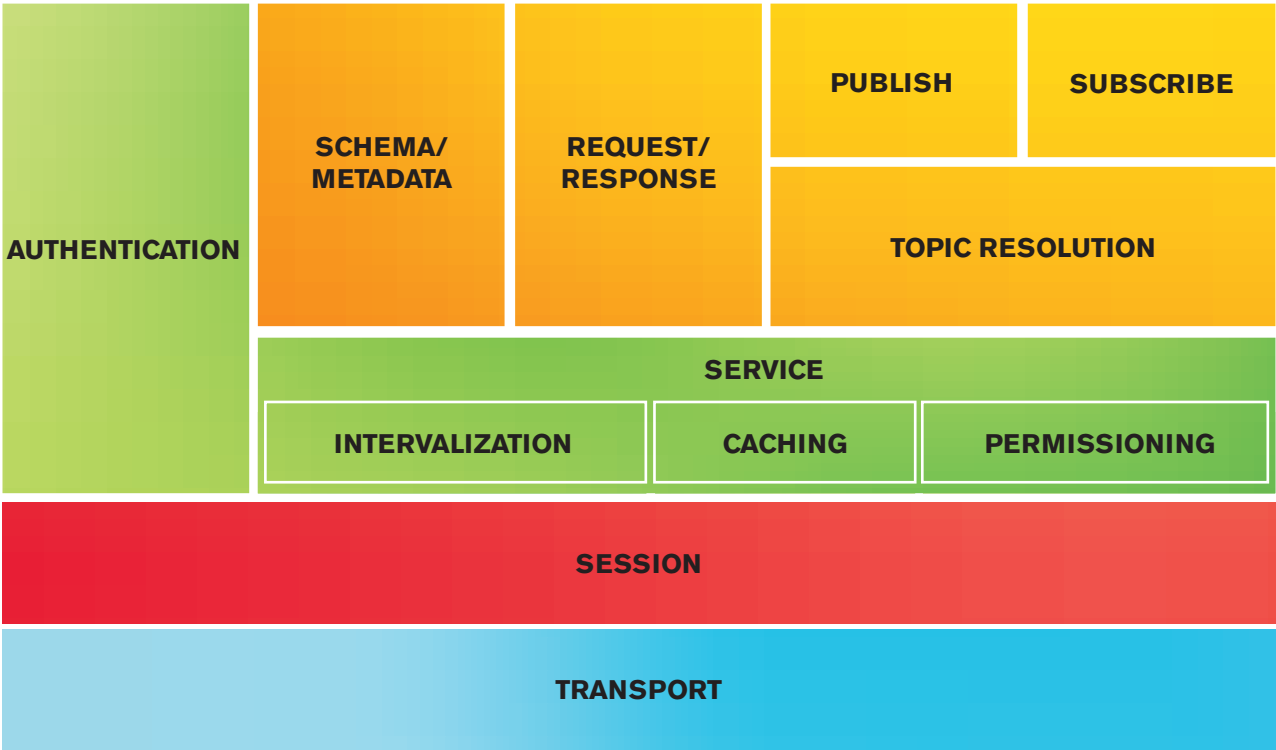 AUTHENTICATION
SCHEMA/
METADATA
REQUEST/
RESPONSE
PUBLISH
SUBSCRIBE
TOPIC RESOLUTION
SERVICE
INTERVALIZATION
CACHING
PERMISSIONING
SESSION
TRANSPORT